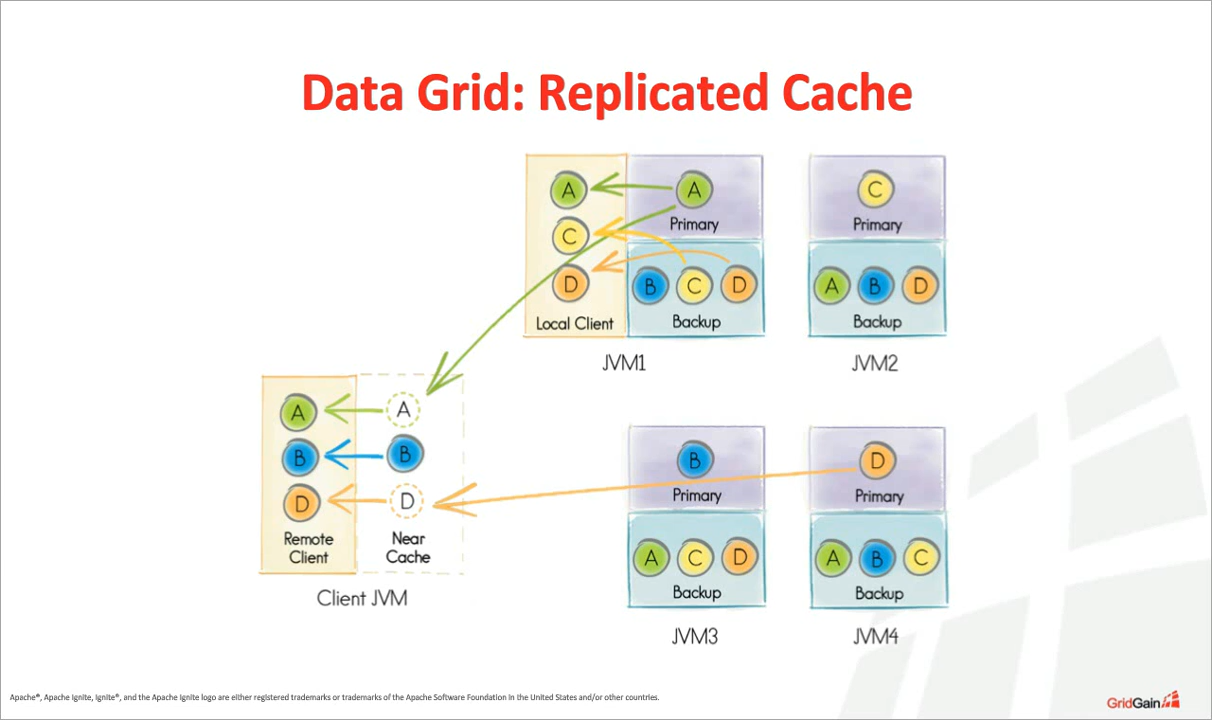 Data Grid: Replicated Cache
A
C
D
Local Client
A
Primary
B C D
Backup
JVM1
C
Primary
A B D
Backup
JVM2
A
B
D
Remote
Client
A
B
D
Near
Cache
Client JVM
B
Primary
A C D
Backup
JVM3
D
Primary
A B C
Backup
JVM4
Apache®, Apache Ignite, Ignite®, and the Apache Ignite logo are either registered trademarks or trademarks of the Apache Software Foundation in the United States and/or other countries.
GridGain